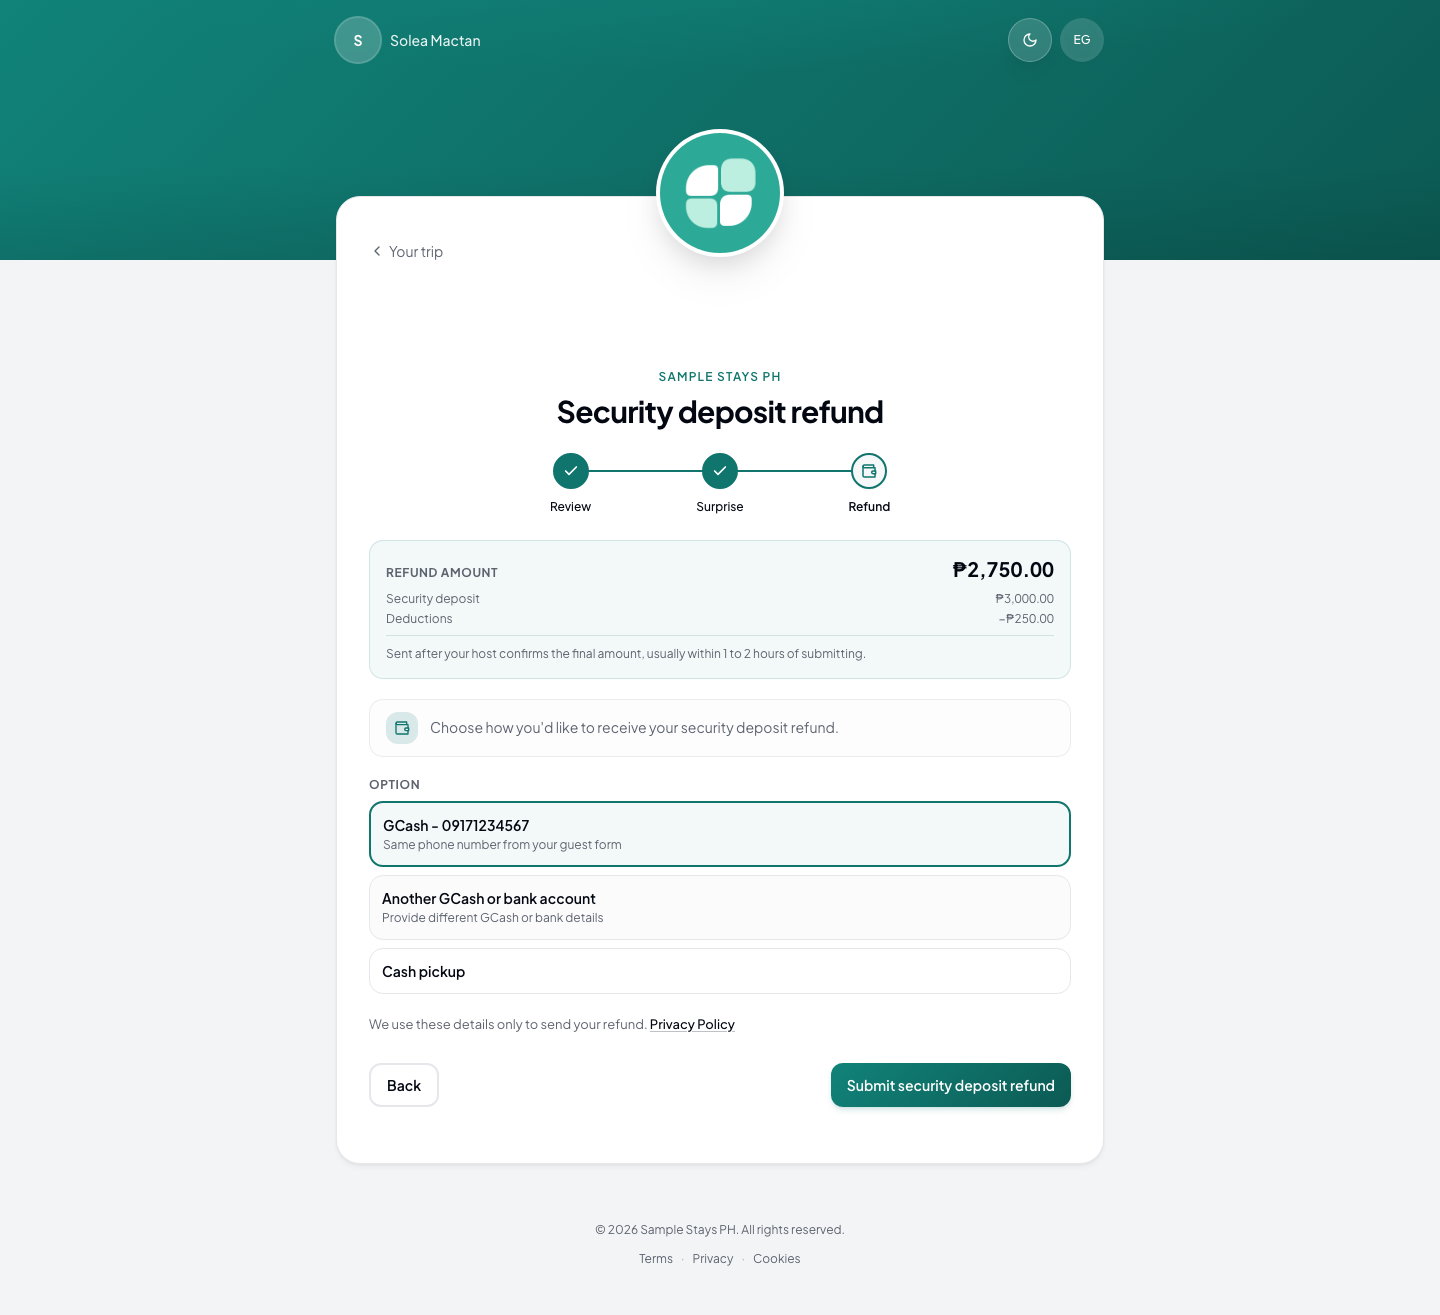 S
Solea Mactan
EG
Your trip
SAMPLE STAYS PH
Security deposit refund
Review
Surprise
Refund
REFUND AMOUNT
₱2,750.00
Security deposit
₱3,000.00
Deductions
−₱250.00
Sent after your host confirms the final amount, usually within 1 to 2 hours of submitting.
Choose how you'd like to receive your security deposit refund.
OPTION
GCash - 09171234567
Same phone number from your guest form
Another GCash or bank account
Provide different GCash or bank details
Cash pickup
We use these details only to send your refund. Privacy Policy
Back
Submit security deposit refund
© 2026 Sample Stays PH. All rights reserved.
Terms · Privacy · Cookies